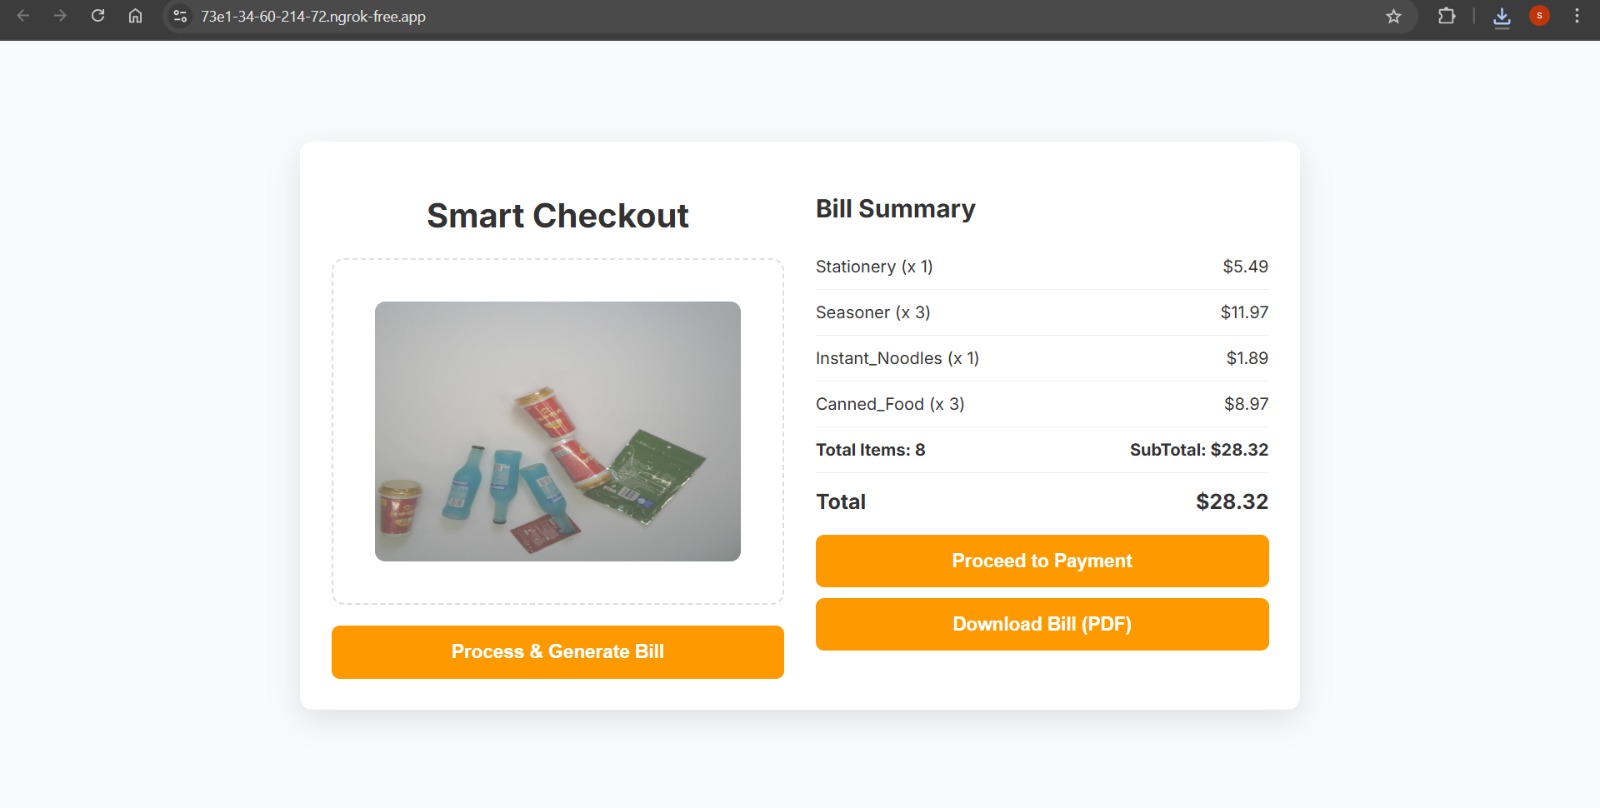 73e1-34-60-214-72.ngrok-free.app
S
Smart Checkout
Process & Generate Bill
Bill Summary
Stationery (x 1) $5.49
Seasoner (x 3) $11.97
Instant_Noodles (x 1) $1.89
Canned_Food (x 3) $8.97
Total Items: 8 SubTotal: $28.32
Total $28.32
Proceed to Payment
Download Bill (PDF)